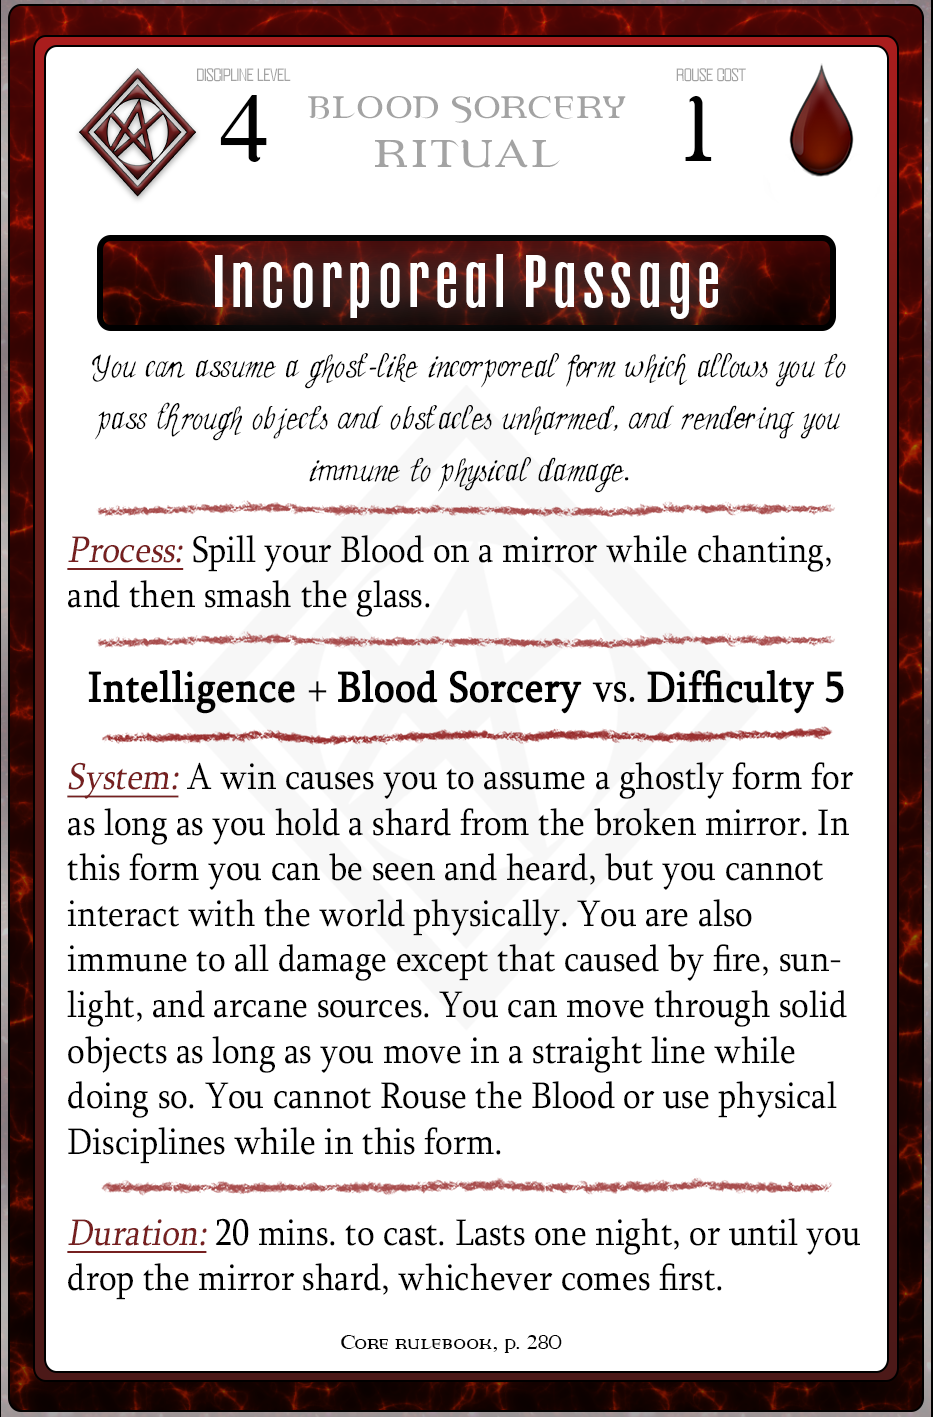 DISCIPLINE LEVEL
4
BLOOD SORCERY
RITUAL
ROUSE COST
1
Incorporeal Passage
You can assume a ghost-like incorporeal form which allows you to
pass through objects and obstacles unharmed, and rendering you
immune to physical damage.
Process: Spill your Blood on a mirror while chanting,
and then smash the glass.
Intelligence + Blood Sorcery vs. Difficulty 5
System: A win causes you to assume a ghostly form for
as long as you hold a shard from the broken mirror. In
this form you can be seen and heard, but you cannot
interact with the world physically. You are also
immune to all damage except that caused by fire, sun-
light, and arcane sources. You can move through solid
objects as long as you move in a straight line while
doing so. You cannot Rouse the Blood or use physical
Disciplines while in this form.
Duration: 20 mins. to cast. Lasts one night, or until you
drop the mirror shard, whichever comes first.
Core rulebook, p. 280